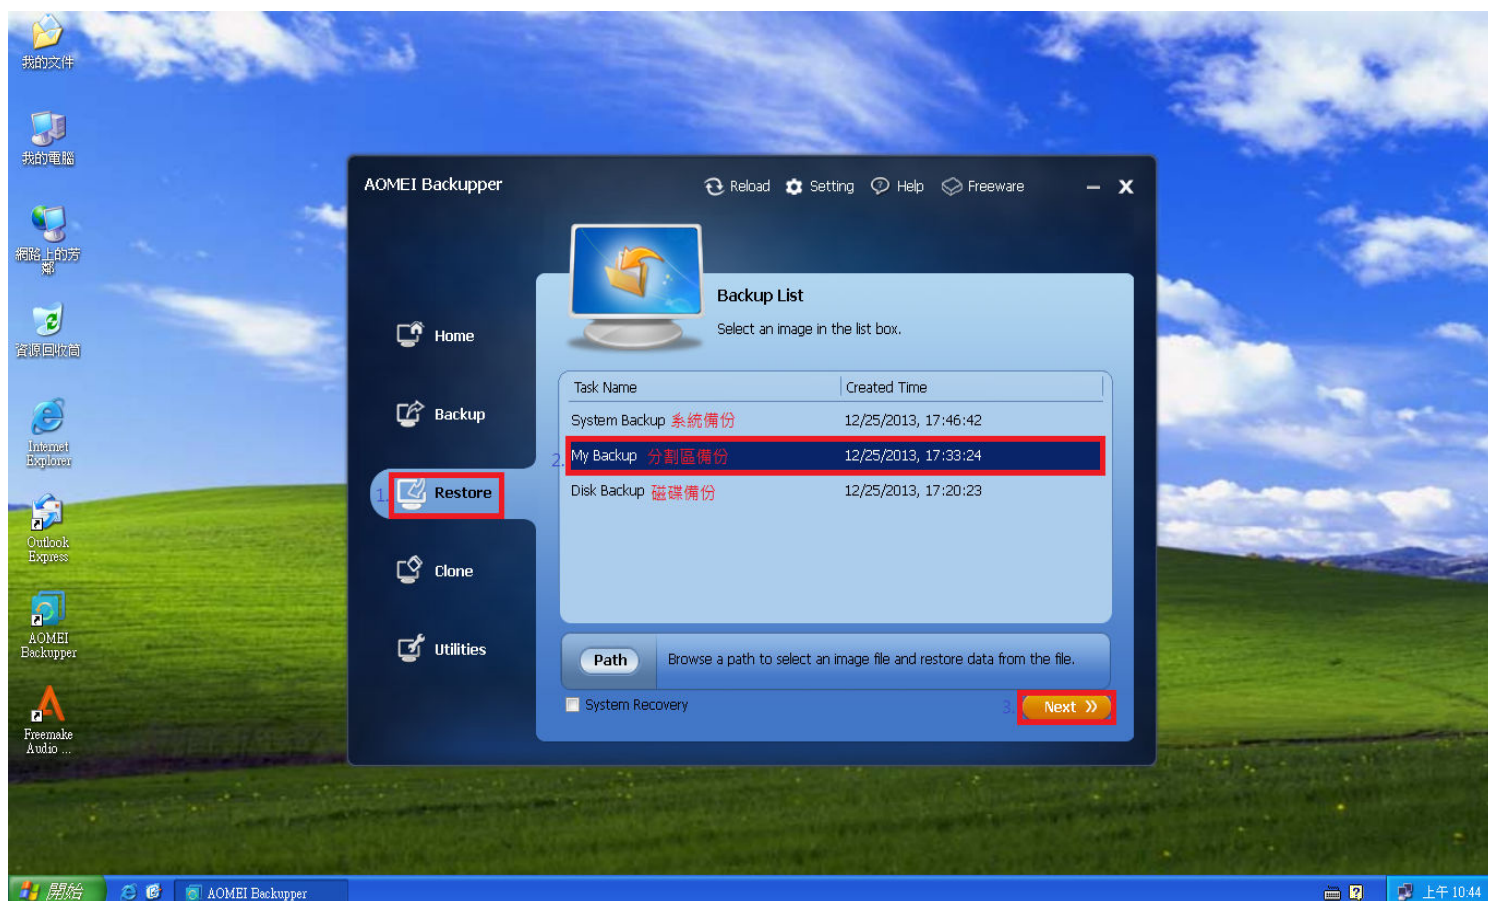 我的文件
我的電腦
網路上的芳
鄰
資源回收筒
Internet
Explorer
Outlook
Express
AOMEI
Backupper
Freemake
Audio ...
AOMEI Backupper
Reload
Setting
Help
Freeware
Home
Backup
1. Restore
Clone
Utilities
Backup List
Select an image in the list box.
Task Name Created Time
System Backup 系統備份 12/25/2013, 17:46:42
2. My Backup 分割區備份 12/25/2013, 17:33:24
Disk Backup 磁碟備份 12/25/2013, 17:20:23
Path Browse a path to select an image file and restore data from the file.
System Recovery
3. Next
開始
AOMEI Backupper
上午 10:44